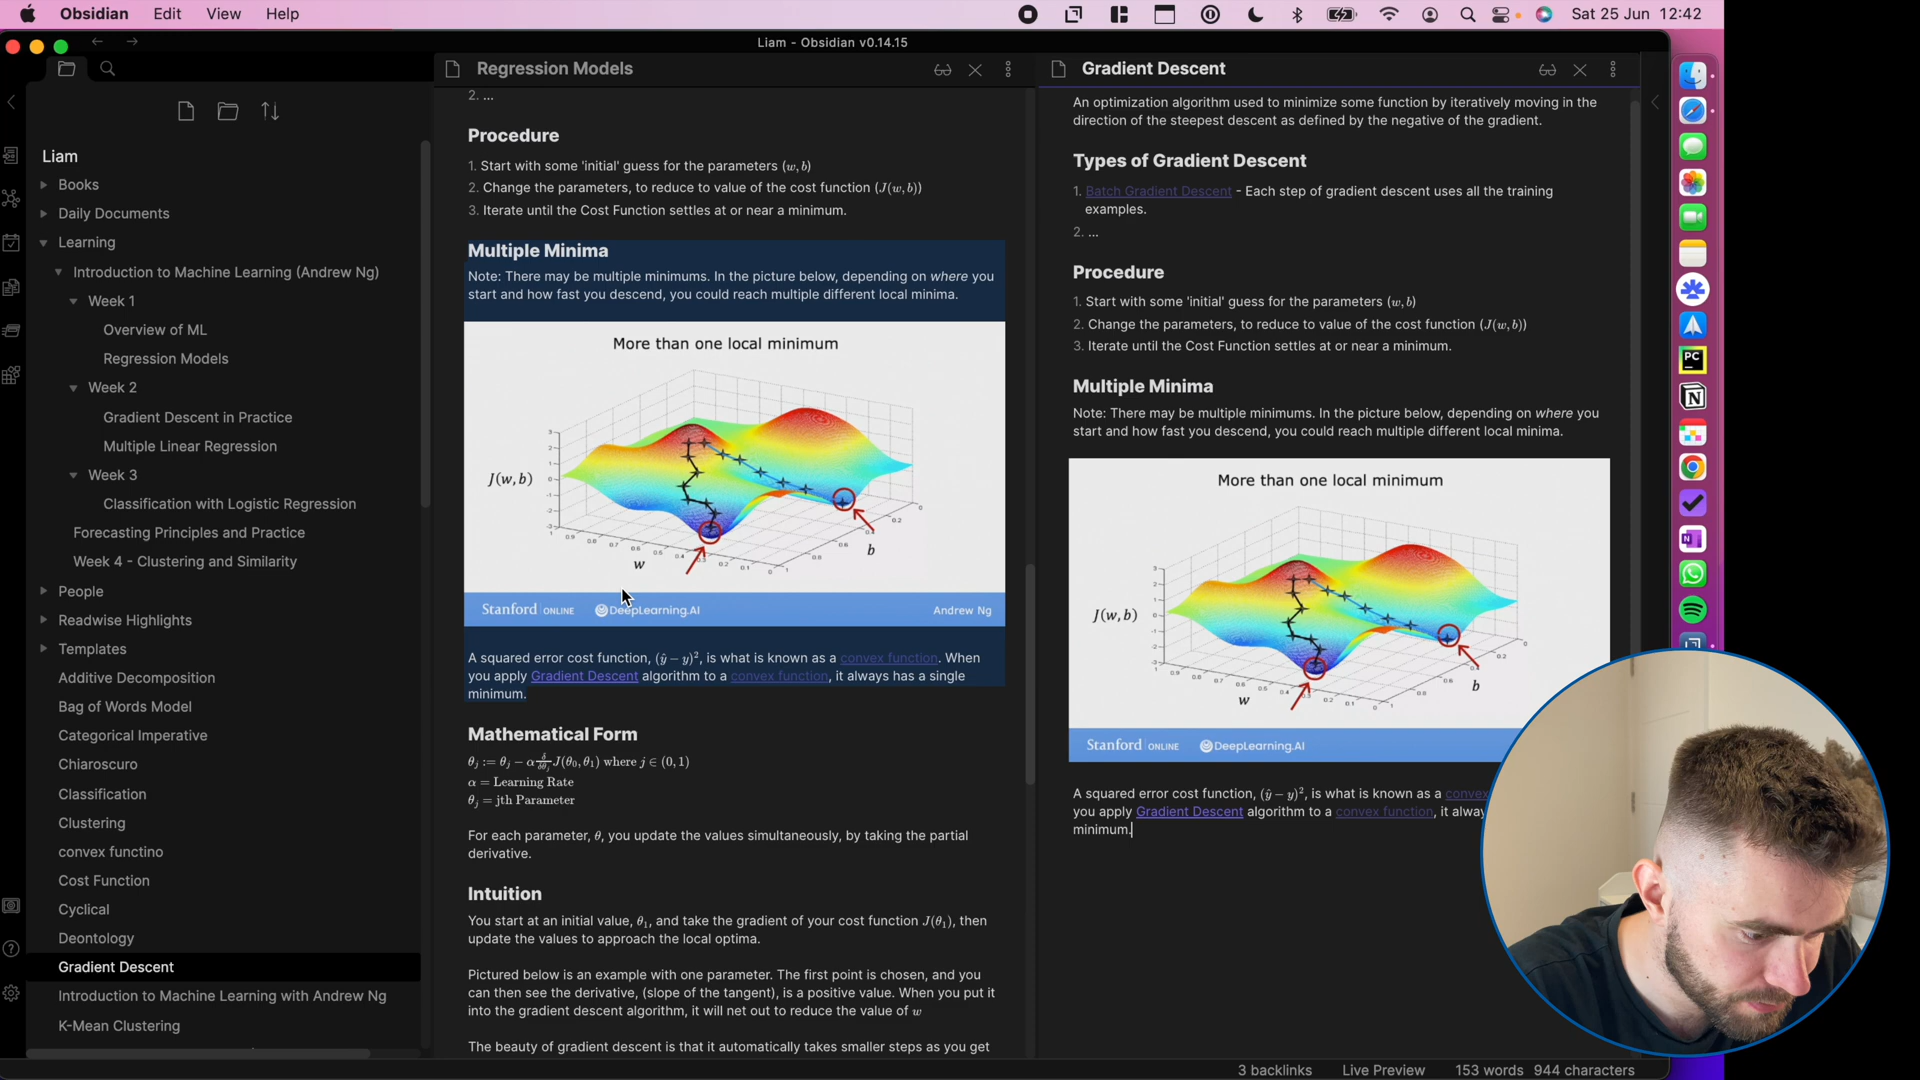 Obsidian Edit View Help
Sat 25 Jun 12:42
Liam - Obsidian v0.14.15
Liam
Books
Daily Documents
Learning
Introduction to Machine Learning (Andrew Ng)
Week 1
Overview of ML
Regression Models
Week 2
Gradient Descent in Practice
Multiple Linear Regression
Week 3
Classification with Logistic Regression
Forecasting Principles and Practice
Week 4 - Clustering and Similarity
People
Readwise Highlights
Templates
Additive Decomposition
Bag of Words Model
Categorical Imperative
Chiaroscuro
Classification
Clustering
convex functino
Cost Function
Cyclical
Deontology
Gradient Descent
Introduction to Machine Learning with Andrew Ng
K-Mean Clustering
Regression Models
2. ...
Procedure
1. Start with some 'initial' guess for the parameters (w, b)
2. Change the parameters, to reduce to value of the cost function (J(w, b))
3. Iterate until the Cost Function settles at or near a minimum.
Multiple Minima
Note: There may be multiple minimums. In the picture below, depending on where you
start and how fast you descend, you could reach multiple different local minima.
More than one local minimum
J(w, b)
w
b
Stanford ONLINE DeepLearning.AI Andrew Ng
A squared error cost function, (ŷ − y)², is what is known as a convex function. When
you apply Gradient Descent algorithm to a convex function, it always has a single
minimum.
Mathematical Form
θj := θj − α δ/δθj J(θ0, θ1) where j ∈ (0, 1)
α = Learning Rate
θj = jth Parameter
For each parameter, θ, you update the values simultaneously, by taking the partial
derivative.
Intuition
You start at an initial value, θ1, and take the gradient of your cost function J(θ1), then
update the values to approach the local optima.
Pictured below is an example with one parameter. The first point is chosen, and you
can then see the derivative, (slope of the tangent), is a positive value. When you put it
into the gradient descent algorithm, it will net out to reduce the value of w
The beauty of gradient descent is that it automatically takes smaller steps as you get
Gradient Descent
An optimization algorithm used to minimize some function by iteratively moving in the
direction of the steepest descent as defined by the negative of the gradient.
Types of Gradient Descent
1. Batch Gradient Descent - Each step of gradient descent uses all the training
examples.
2. ...
Procedure
1. Start with some 'initial' guess for the parameters (w, b)
2. Change the parameters, to reduce to value of the cost function (J(w, b))
3. Iterate until the Cost Function settles at or near a minimum.
Multiple Minima
Note: There may be multiple minimums. In the picture below, depending on where you
start and how fast you descend, you could reach multiple different local minima.
More than one local minimum
J(w, b)
w
b
Stanford ONLINE DeepLearning.AI
A squared error cost function, (ŷ − y)², is what is known as a convex
you apply Gradient Descent algorithm to a convex function, it alway
minimum.
PC
3 backlinks Live Preview 153 words 944 characters